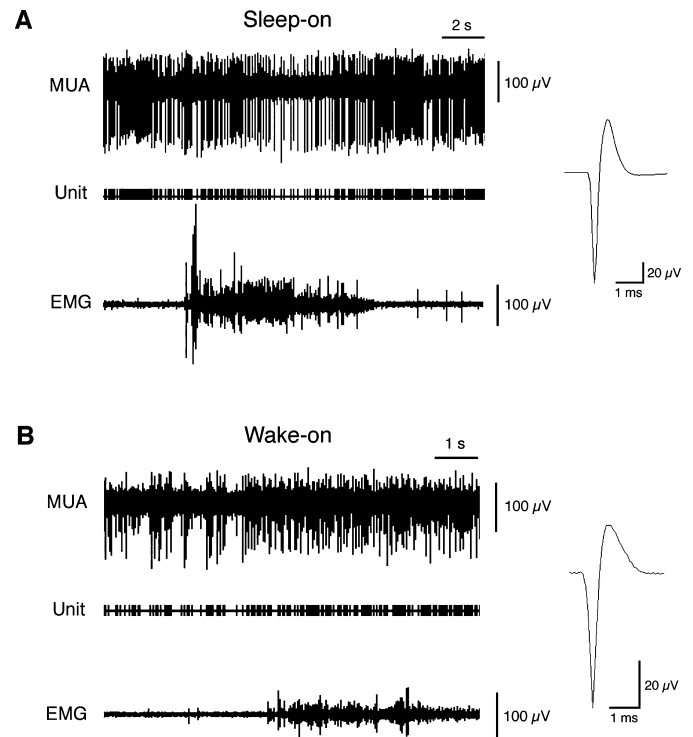 A
Sleep-on
2 s
MUA
100 µV
Unit
EMG
100 µV
20 µV
1 ms
B
Wake-on
1 s
MUA
100 µV
Unit
EMG
100 µV
20 µV
1 ms